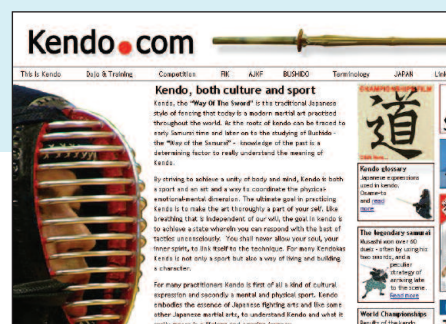 Kendo.com
This is Kendo Dojo & Training Competition FIK AJKF BUSHIDO Terminology JAPAN Link
Kendo, both culture and sport
Kendo, the "Way Of The Sword" is the traditional Japanese
style of fencing that today is a modern martial art practiced
throughout the world. At the roots of kendo can be traced to
early Samurai time and later on to the studying of Bushido -
the "Way of the Samurai" - knowledge of the past is a
determining factor to really understand the meaning of
Kendo.
By striving to achieve a unity of body and mind, Kendo is both
a sport and an art and a way to coordinate the physical-
emotional-mental dimension. The ultimate goal in practicing
Kendo is to make the art thoroughly a part of your self. Like
breathing that is independent of our will, the goal in kendo is
to achieve a state wherein you can respond with the best of
tactics unconsciously. You shall never allow your soul, your
inner spirit, to link itself to the technique. For many Kendokas
Kendo is not only a sport but also a way of living and building
a character.
For many practitioners Kendo is first of all a kind of cultural
expression and secondly a mental and physical sport. Kendo
embodies the essence of Japanese fighting arts and like some
other Japanese martial arts, to understand Kendo and what it
CHAMPIONSHIPS FILM
道
Kendo glossary
Japanese expressions
used in kendo.
Osame-to
and read
more.
The legendary samurai
Musashi won over 60
duels - often by using his
two swords, and a
peculiar
strategy of
arriving late
to the scene.
Read more
World Championships
Results of the kendo